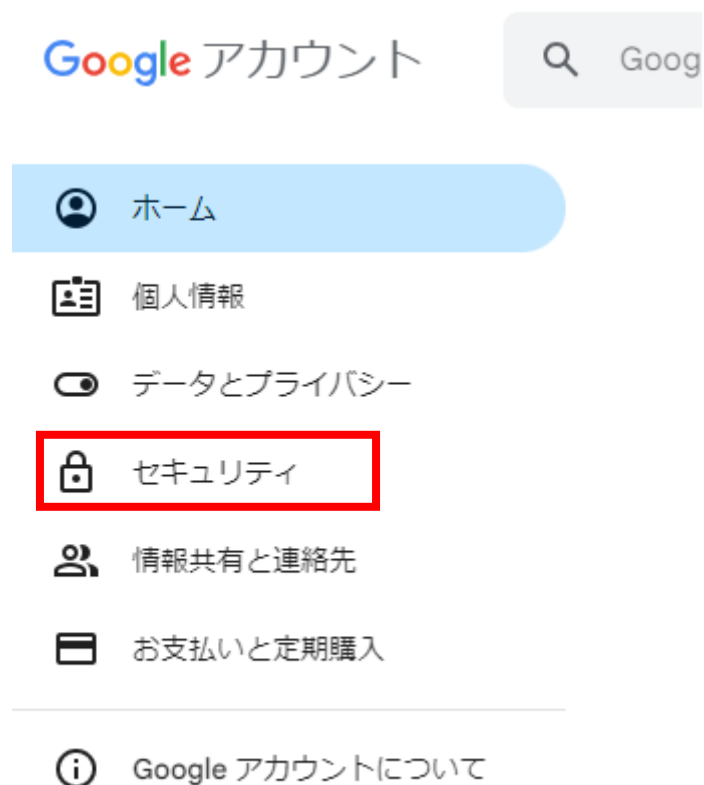 Google アカウント
Goog
ホーム
個人情報
データとプライバシー
セキュリティ
情報共有と連絡先
お支払いと定期購入
Google アカウントについて